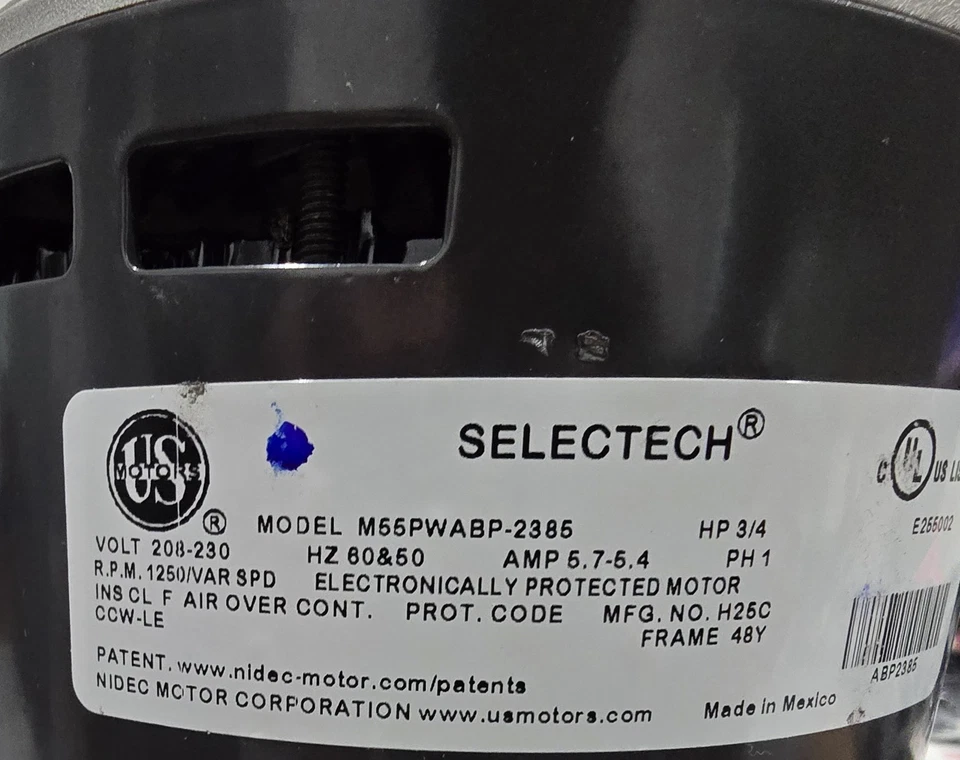 US
MOTORS
®
SELECTECH®
C UL US LIS
E255002
MODEL M55PWABP-2385 HP 3/4
VOLT 208-230 HZ 60&50 AMP 5.7-5.4 PH 1
R.P.M. 1250/VAR SPD ELECTRONICALLY PROTECTED MOTOR
INS CL F AIR OVER CONT. PROT. CODE MFG. NO. H25C
CCW-LE FRAME 48Y
ABP2385
PATENT. www.nidec-motor.com/patents
NIDEC MOTOR CORPORATION www.usmotors.com Made in Mexico